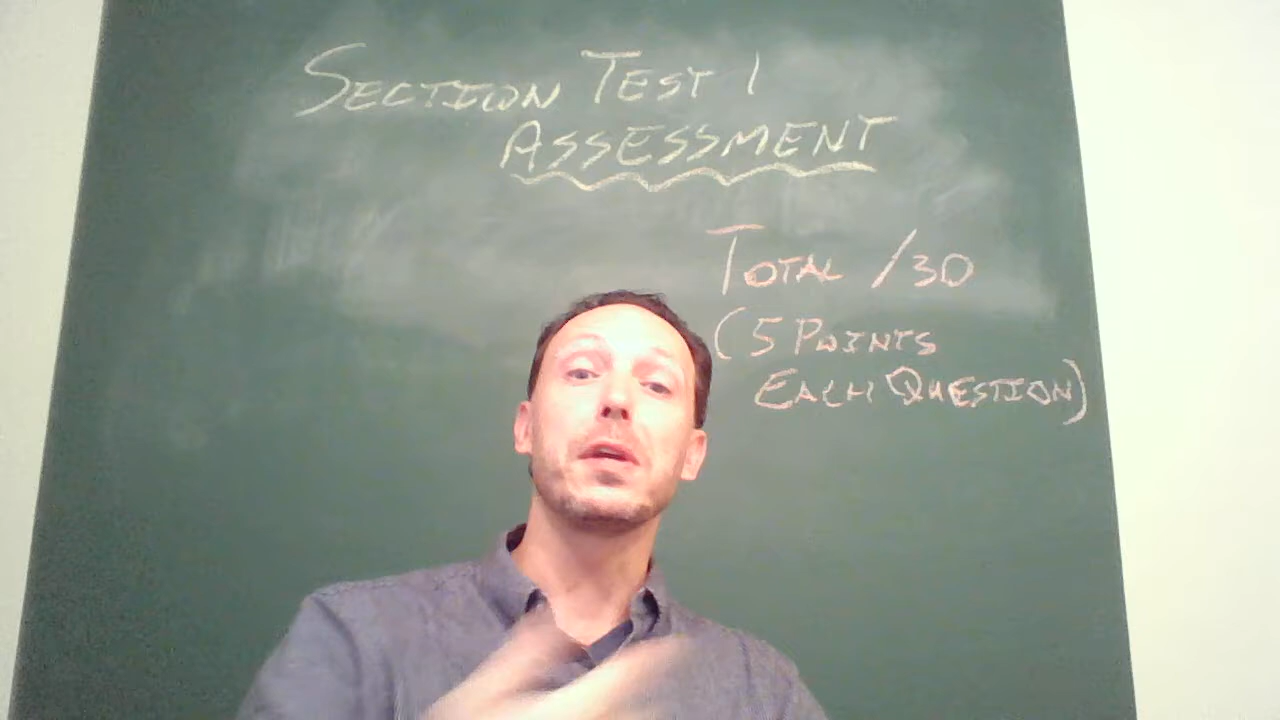 SECTION TEST 1
ASSESSMENT
TOTAL /30
(5 POINTS
EACH QUESTION)